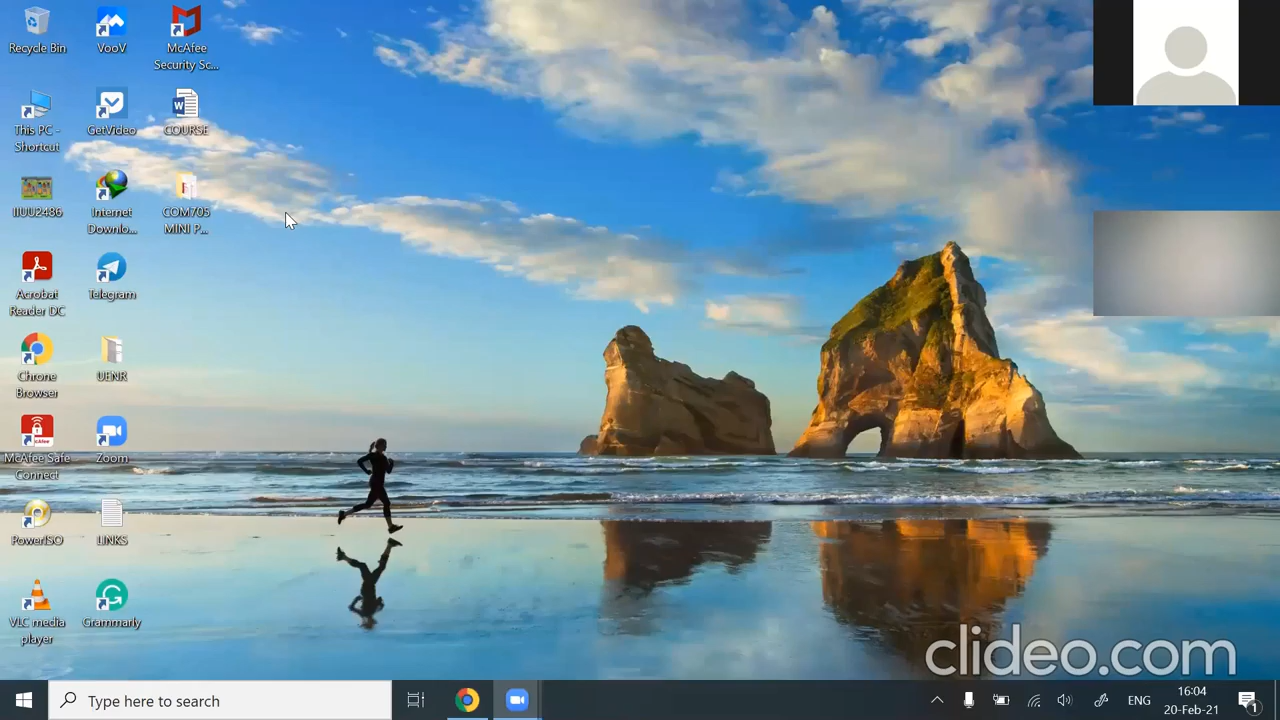 Recycle Bin
VooV
McAfee
Security Sc...
This PC -
Shortcut
GetVideo
COURSE
IIUU2486
Internet
Downlo...
COM705
MINI P...
Acrobat
Reader DC
Telegram
Chrome
Browser
UENR
McAfee Safe
Connect
Zoom
PowerISO
LINKS
VLC media
player
Grammarly
clideo.com
Type here to search
ENG
16:04
20-Feb-21
1